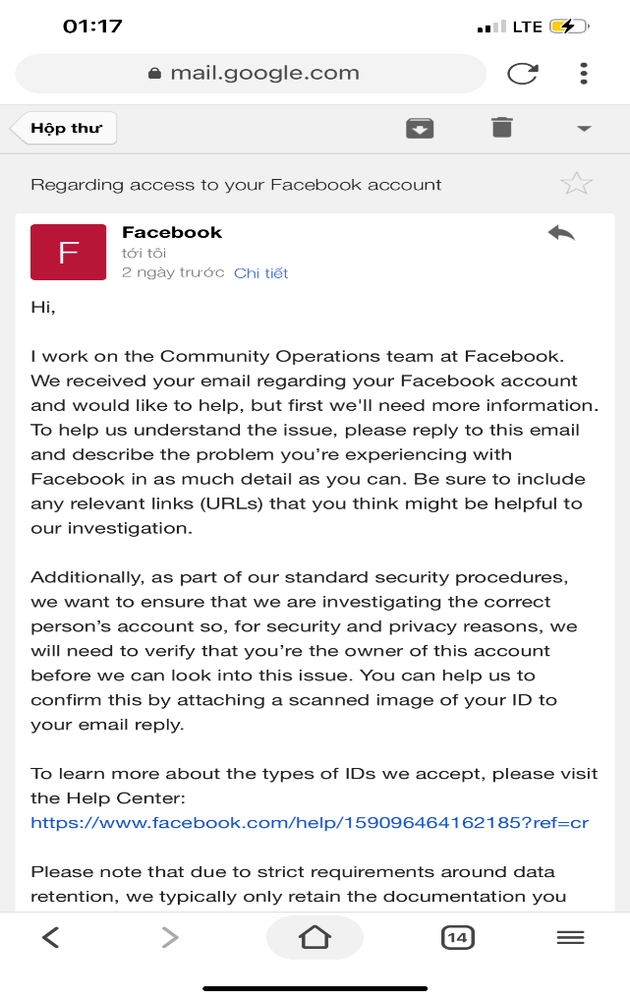 01:17
LTE
mail.google.com
Hộp thư
Regarding access to your Facebook account
F
Facebook
tới tôi
2 ngày trước Chi tiết
Hi,
I work on the Community Operations team at Facebook.
We received your email regarding your Facebook account
and would like to help, but first we'll need more information.
To help us understand the issue, please reply to this email
and describe the problem you’re experiencing with
Facebook in as much detail as you can. Be sure to include
any relevant links (URLs) that you think might be helpful to
our investigation.
Additionally, as part of our standard security procedures,
we want to ensure that we are investigating the correct
person’s account so, for security and privacy reasons, we
will need to verify that you’re the owner of this account
before we can look into this issue. You can help us to
confirm this by attaching a scanned image of your ID to
your email reply.
To learn more about the types of IDs we accept, please visit
the Help Center:
https://www.facebook.com/help/159096464162185?ref=cr
Please note that due to strict requirements around data
retention, we typically only retain the documentation you
14